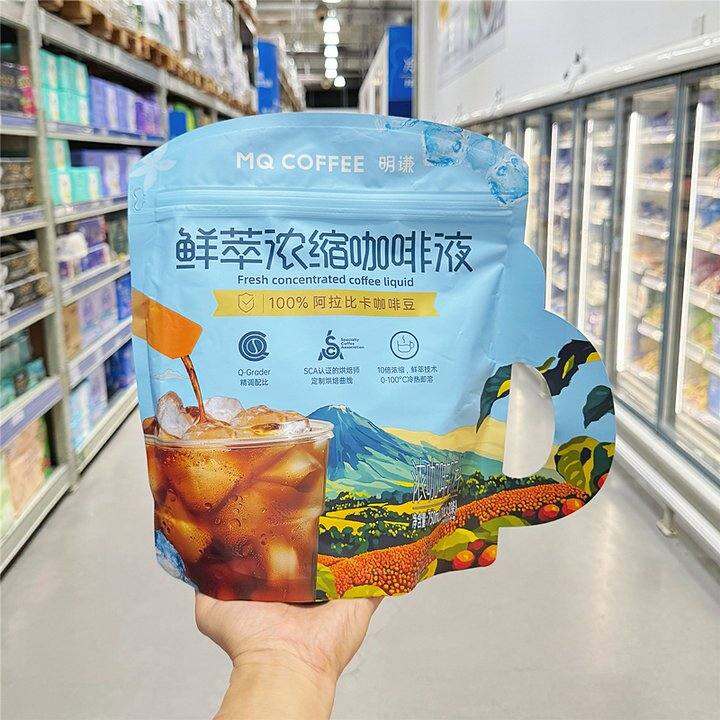 MQ COFFEE 明谦
鲜萃浓缩咖啡液
Fresh concentrated coffee liquid
100% 阿拉比卡咖啡豆
Q-Grader
精调配比
Specialty
Coffee
Association
SCA认证的烘焙师
定制烘焙曲线
10倍浓缩,鲜萃技术
0-100°C冷热即溶